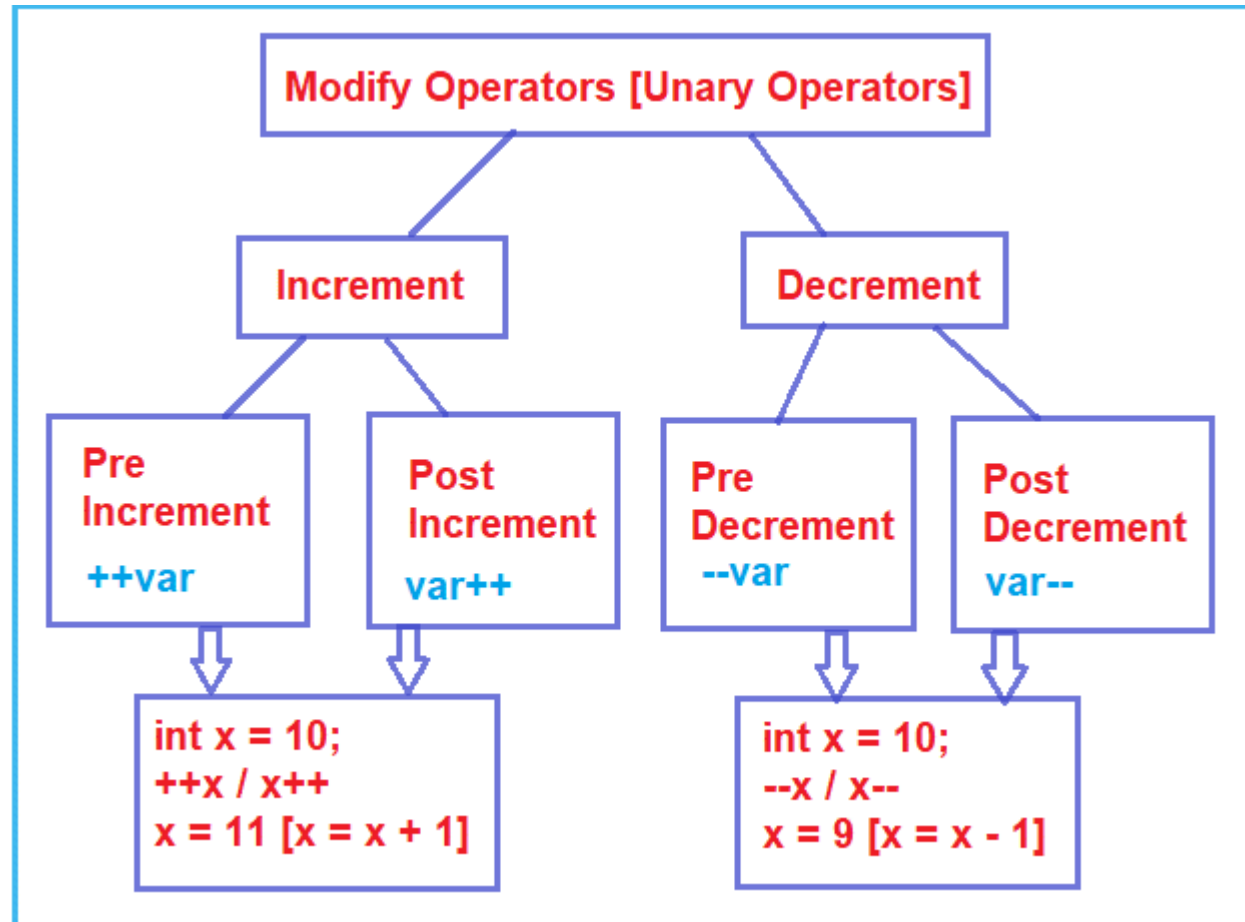 Modify Operators [Unary Operators]
Increment
Decrement
Pre
Increment
++var
Post
Increment
var++
Pre
Decrement
--var
Post
Decrement
var--
int x = 10;
++x / x++
x = 11 [x = x + 1]
int x = 10;
--x / x--
x = 9 [x = x - 1]